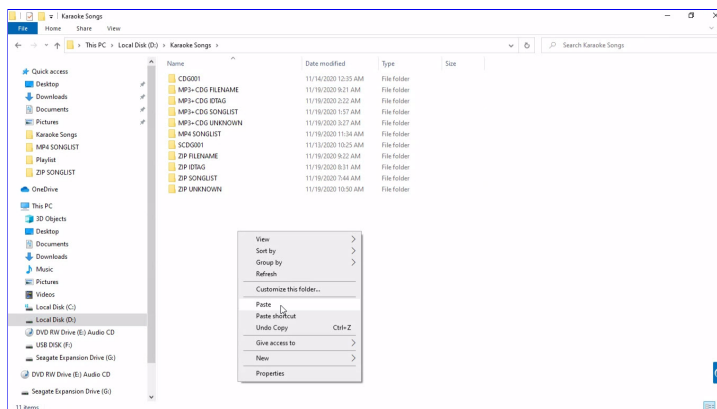 Karaoke Songs
File Home Share View
This PC > Local Disk (D:) > Karaoke Songs >
Search Karaoke Songs
Quick access
Desktop
Downloads
Documents
Pictures
Karaoke Songs
MP4 SONGLIST
Playlist
ZIP SONGLIST
OneDrive
This PC
3D Objects
Desktop
Documents
Downloads
Music
Pictures
Videos
Local Disk (C:)
Local Disk (D:)
DVD RW Drive (E:) Audio CD
USB DISK (F:)
Seagate Expansion Drive (G:)
DVD RW Drive (E:) Audio CD
Seagate Expansion Drive (G:)
Name Date modified Type Size
CDG001 11/14/2020 12:35 AM File folder
MP3+CDG FILENAME 11/19/2020 9:21 AM File folder
MP3+CDG IDTAG 11/19/2020 2:22 AM File folder
MP3+CDG SONGLIST 11/19/2020 1:57 AM File folder
MP3+CDG UNKNOWN 11/19/2020 3:27 AM File folder
MP4 SONGLIST 11/19/2020 11:34 AM File folder
SCDG001 11/13/2020 10:25 AM File folder
ZIP FILENAME 11/19/2020 9:22 AM File folder
ZIP IDTAG 11/19/2020 8:31 AM File folder
ZIP SONGLIST 11/19/2020 7:44 AM File folder
ZIP UNKNOWN 11/19/2020 10:50 AM File folder
View
Sort by
Group by
Refresh
Customize this folder...
Paste
Paste shortcut
Undo Copy Ctrl+Z
Give access to
New
Properties
11 items